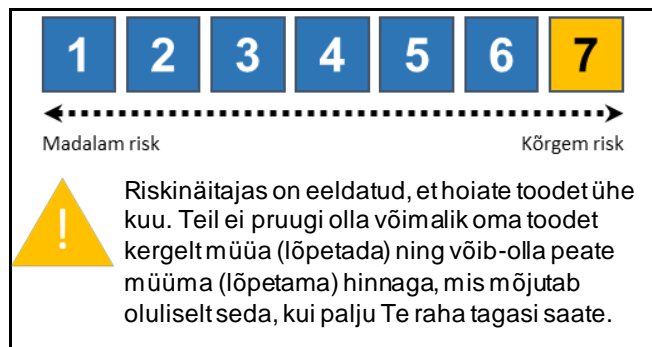 1 2 3 4 5 6 7
Madalam risk Kõrgem risk
!
Riskinäitajas on eeldatud, et hoiate toodet ühe
kuu. Teil ei pruugi olla võimalik oma toodet
kergelt müüa (lõpetada) ning võib-olla peate
müüma (lõpetama) hinnaga, mis mõjutab
oluliselt seda, kui palju Te raha tagasi saate.